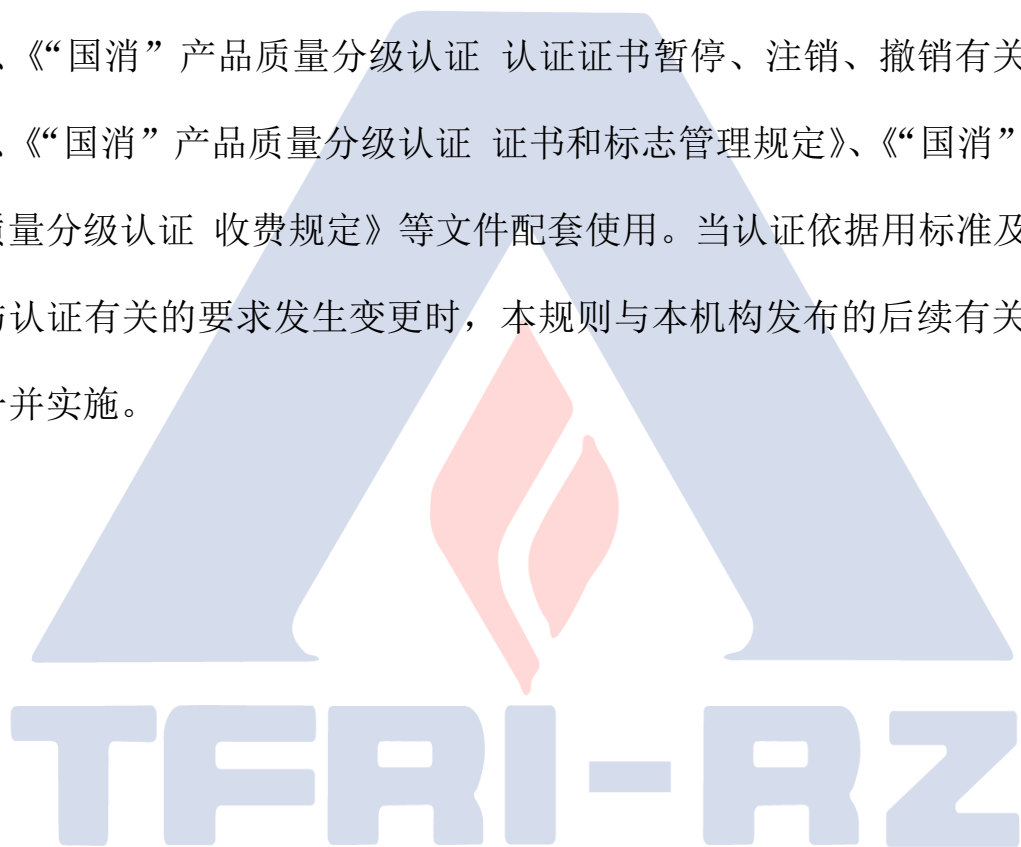 、《“国消”产品质量分级认证 认证证书暂停、注销、撤销有关
、《“国消”产品质量分级认证 证书和标志管理规定》、《“国消”
质量分级认证 收费规定》等文件配套使用。当认证依据用标准及
与认证有关的要求发生变更时，本规则与本机构发布的后续有关
并实施。
TFRI-RZ